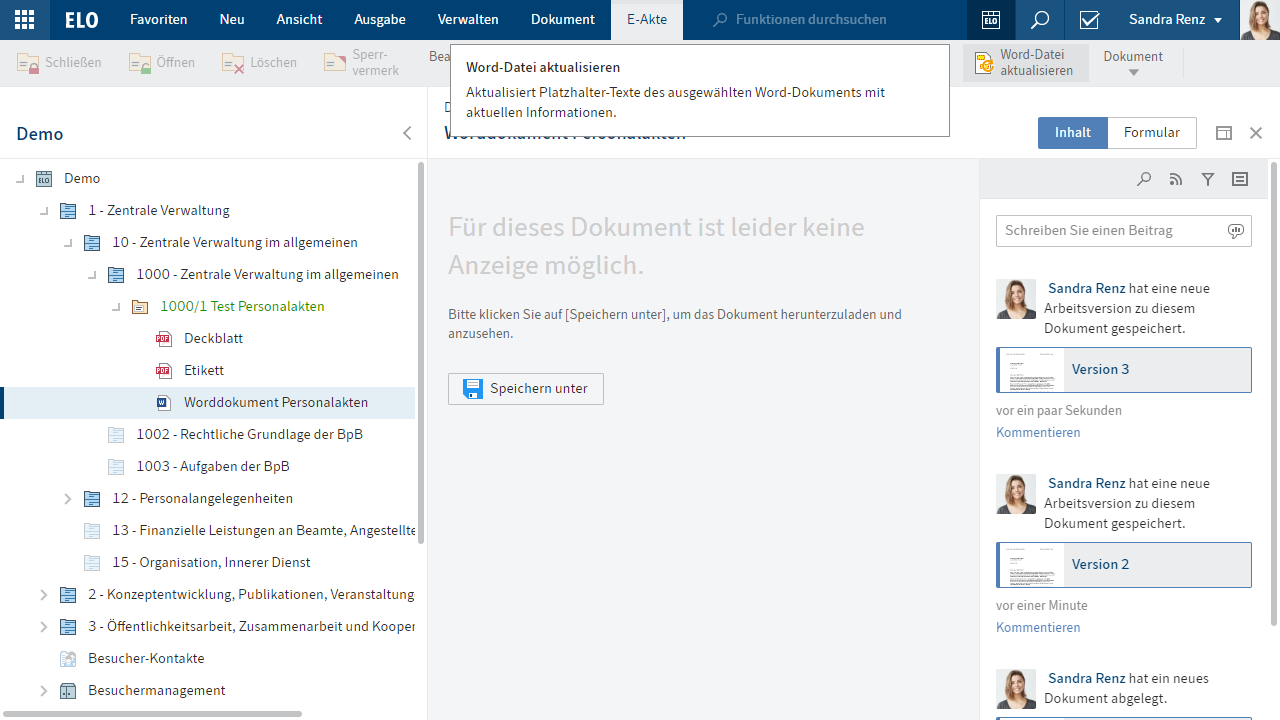 ELO Favoriten Neu Ansicht Ausgabe Verwalten Dokument E-Akte Funktionen durchsuchen ELO Sandra Renz
Schließen Öffnen Löschen Sperr-
vermerk
Word-Datei
aktualisieren
Dokument
Word-Datei aktualisieren
Aktualisiert Platzhalter-Texte des ausgewählten Word-Dokuments mit
aktuellen Informationen.
Demo
Worddokument Personalakten
Inhalt Formular
Demo
1 - Zentrale Verwaltung
10 - Zentrale Verwaltung im allgemeinen
1000 - Zentrale Verwaltung im allgemeinen
1000/1 Test Personalakten
Deckblatt
Etikett
Worddokument Personalakten
1002 - Rechtliche Grundlage der BpB
1003 - Aufgaben der BpB
12 - Personalangelegenheiten
13 - Finanzielle Leistungen an Beamte, Angestellte
15 - Organisation, Innerer Dienst
2 - Konzeptentwicklung, Publikationen, Veranstaltung
3 - Öffentlichkeitsarbeit, Zusammenarbeit und Kooper
Besucher-Kontakte
Besuchermanagement
Für dieses Dokument ist leider keine
Anzeige möglich.
Bitte klicken Sie auf [Speichern unter], um das Dokument herunterzuladen und
anzusehen.
Speichern unter
Schreiben Sie einen Beitrag
Sandra Renz hat eine neue
Arbeitsversion zu diesem
Dokument gespeichert.
Version 3
vor ein paar Sekunden
Kommentieren
Sandra Renz hat eine neue
Arbeitsversion zu diesem
Dokument gespeichert.
Version 2
vor einer Minute
Kommentieren
Sandra Renz hat ein neues
Dokument abgelegt.